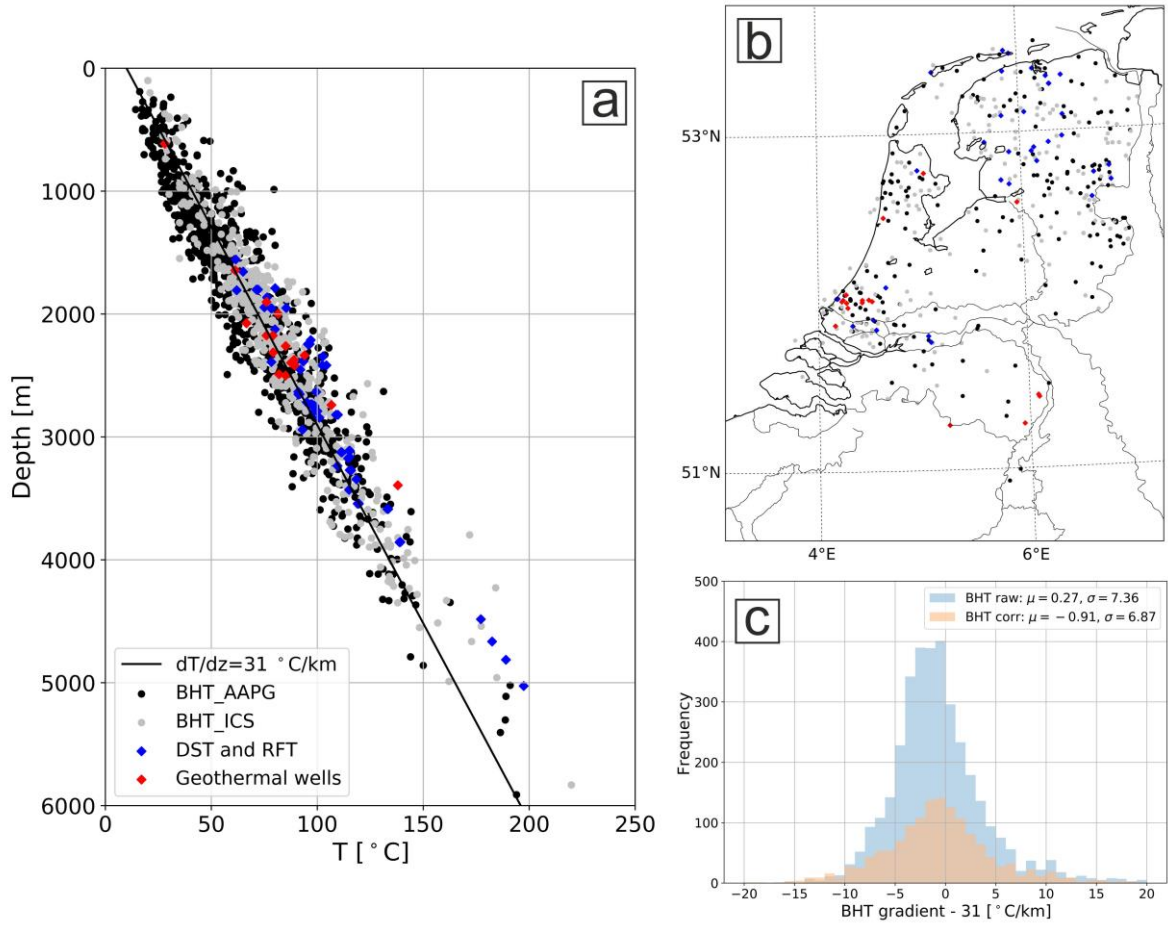 a
0
1000
2000
3000
4000
5000
6000
Depth [m]
0
50
100
150
200
250
T [°C]
dT/dz=31 °C/km
BHT_AAPG
BHT_ICS
DST and RFT
Geothermal wells
b
53°N
51°N
4°E
6°E
c
500
400
300
200
100
0
Frequency
BHT raw: μ = 0.27, σ = 7.36
BHT corr: μ = −0.91, σ = 6.87
−20
−15
−10
−5
0
5
10
15
20
BHT gradient - 31 [°C/km]